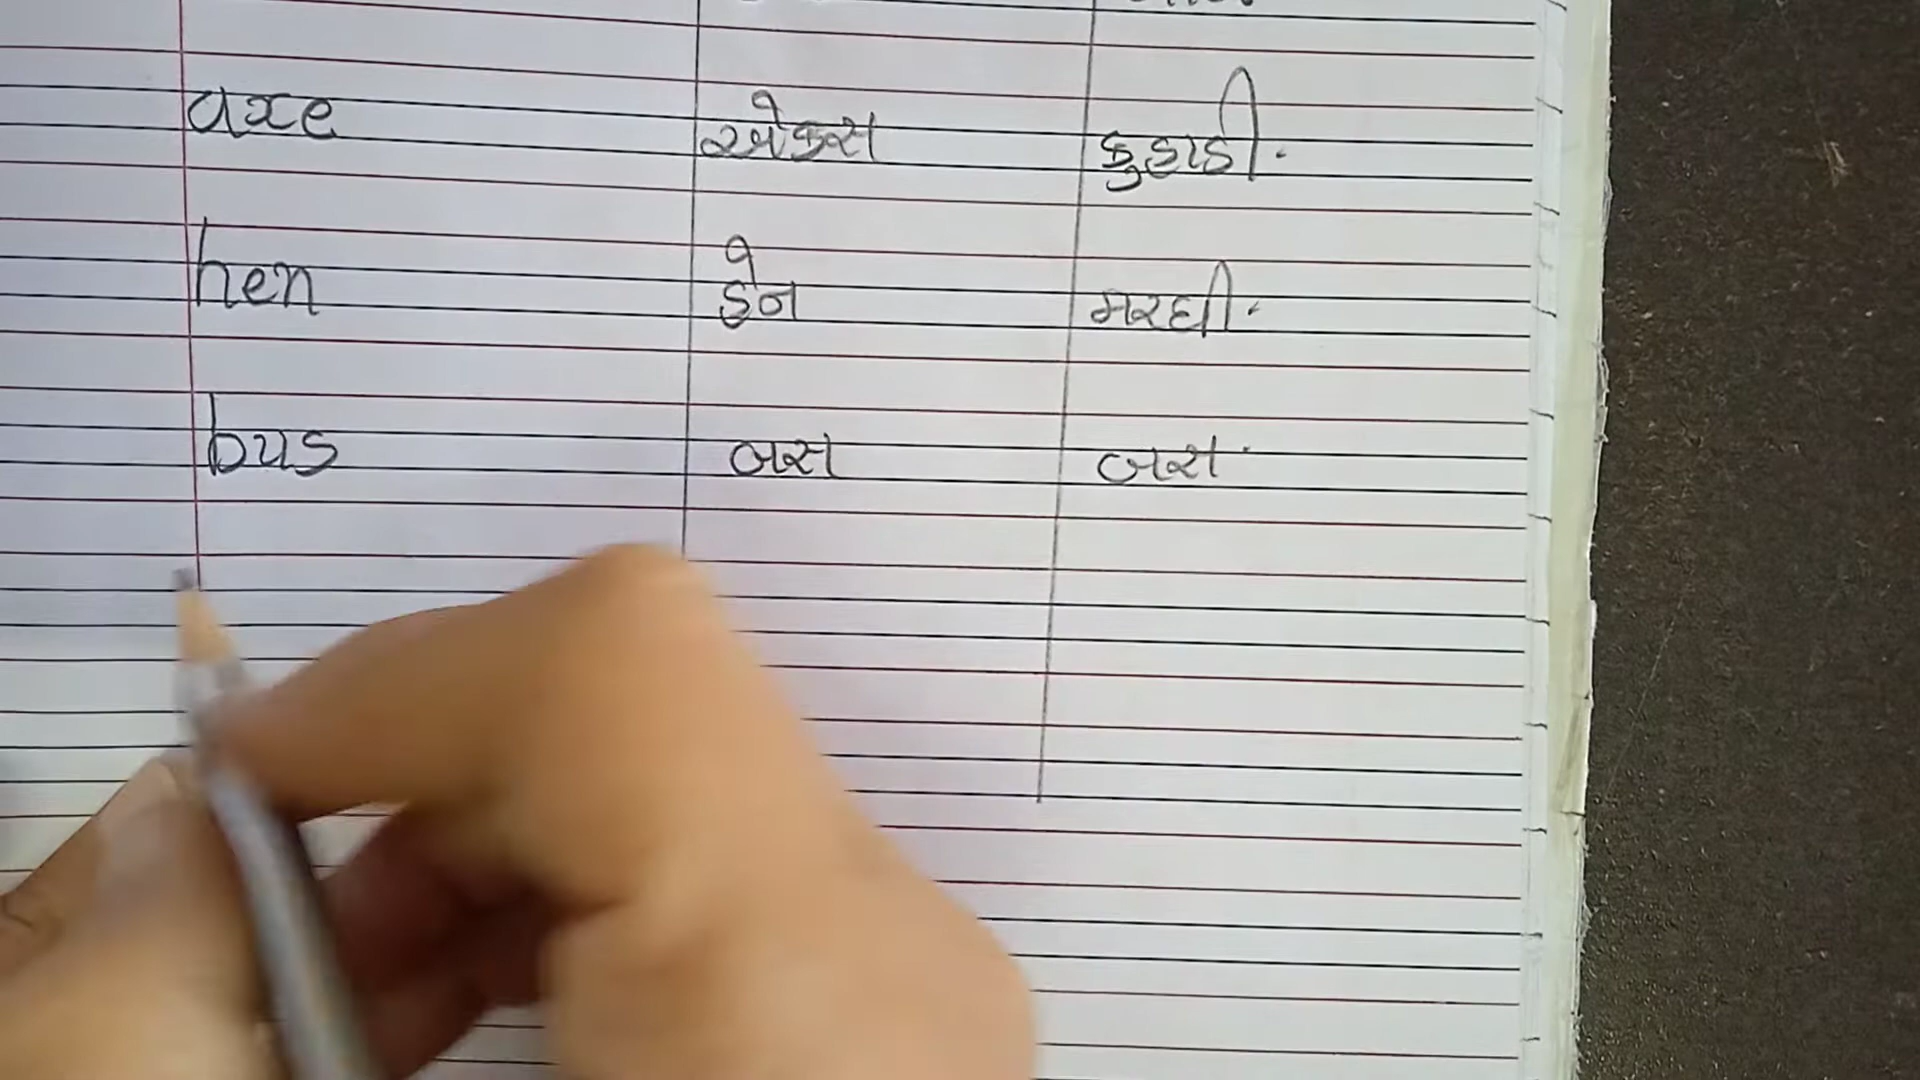 axe એક્સ કુહાડી.
hen હેન મરઘી.
bus બસ બસ.